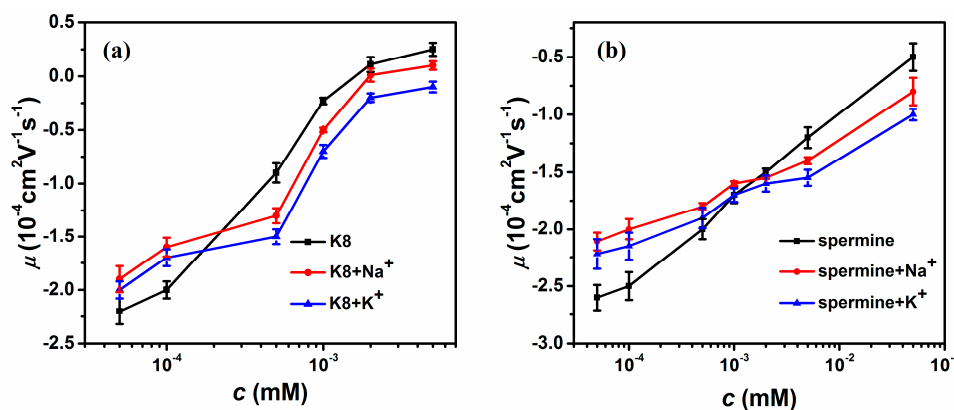 (a)
0.5
0.0
-0.5
-1.0
-1.5
-2.0
-2.5
μ (10⁻⁴cm²V⁻¹s⁻¹)
K8
K8+Na⁺
K8+K⁺
10⁻⁴
10⁻³
c (mM)
(b)
-0.5
-1.0
-1.5
-2.0
-2.5
-3.0
μ (10⁻⁴cm²V⁻¹s⁻¹)
spermine
spermine+Na⁺
spermine+K⁺
10⁻⁴
10⁻³
10⁻²
10⁻
c (mM)